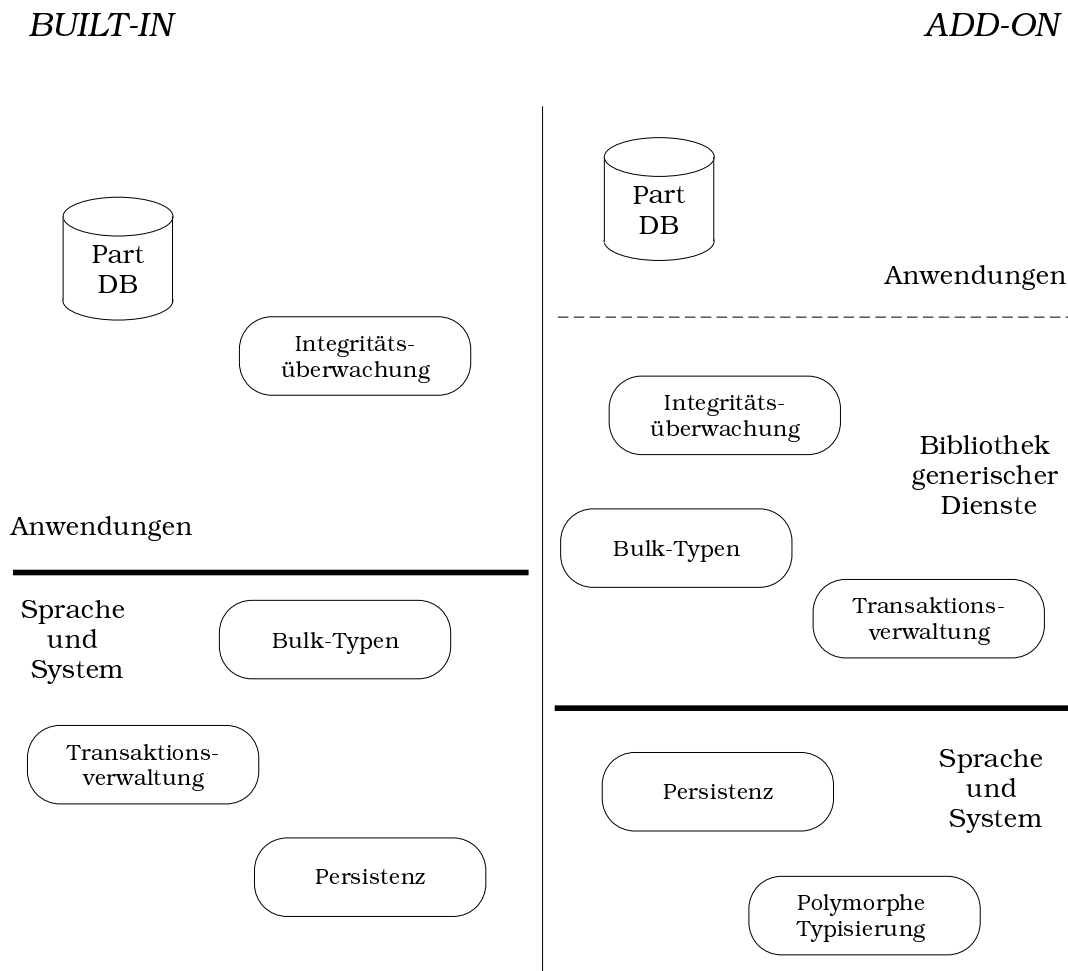 BUILT-IN
ADD-ON
Part
DB
Integritäts-
überwachung
Anwendungen
Sprache
und
System
Bulk-Typen
Transaktions-
verwaltung
Persistenz
Part
DB
Anwendungen
Integritäts-
überwachung
Bibliothek
generischer
Dienste
Bulk-Typen
Transaktions-
verwaltung
Persistenz
Sprache
und
System
Polymorphe
Typisierung